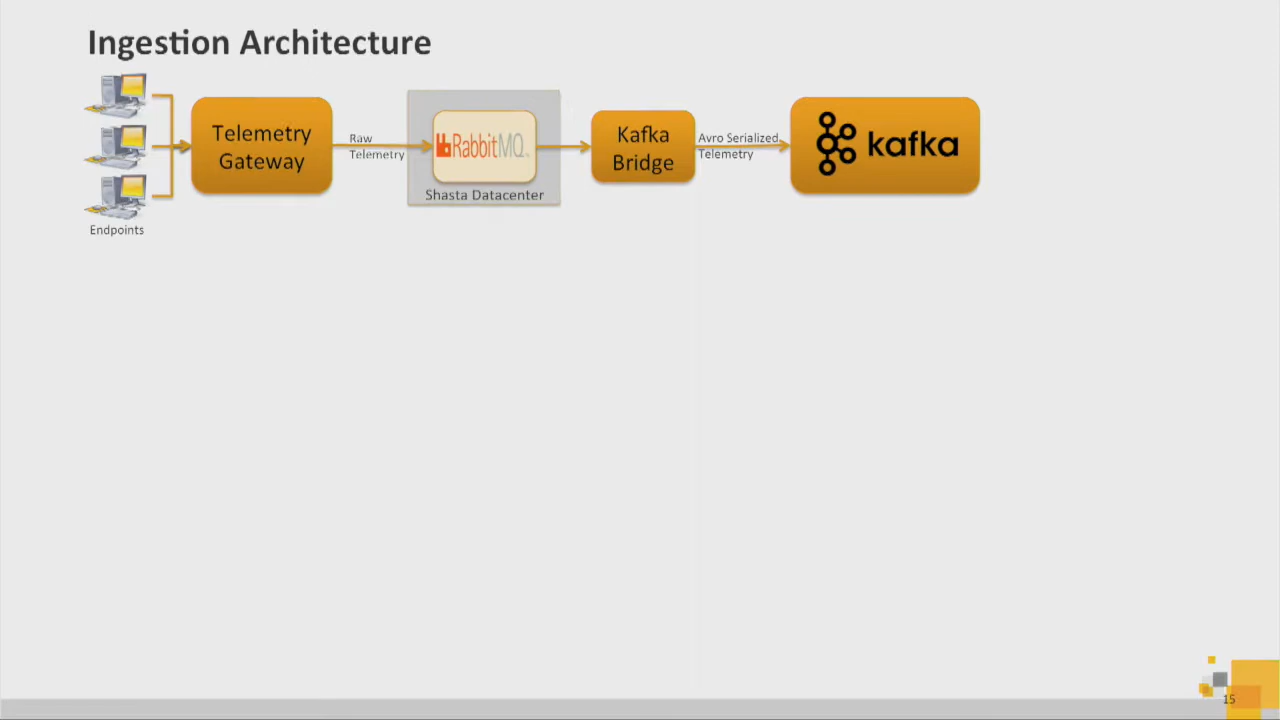 Ingestion Architecture
Telemetry
Gateway
Raw
Telemetry
RabbitMQ
Shasta Datacenter
Kafka
Bridge
Avro Serialized
Telemetry
kafka
Endpoints
15